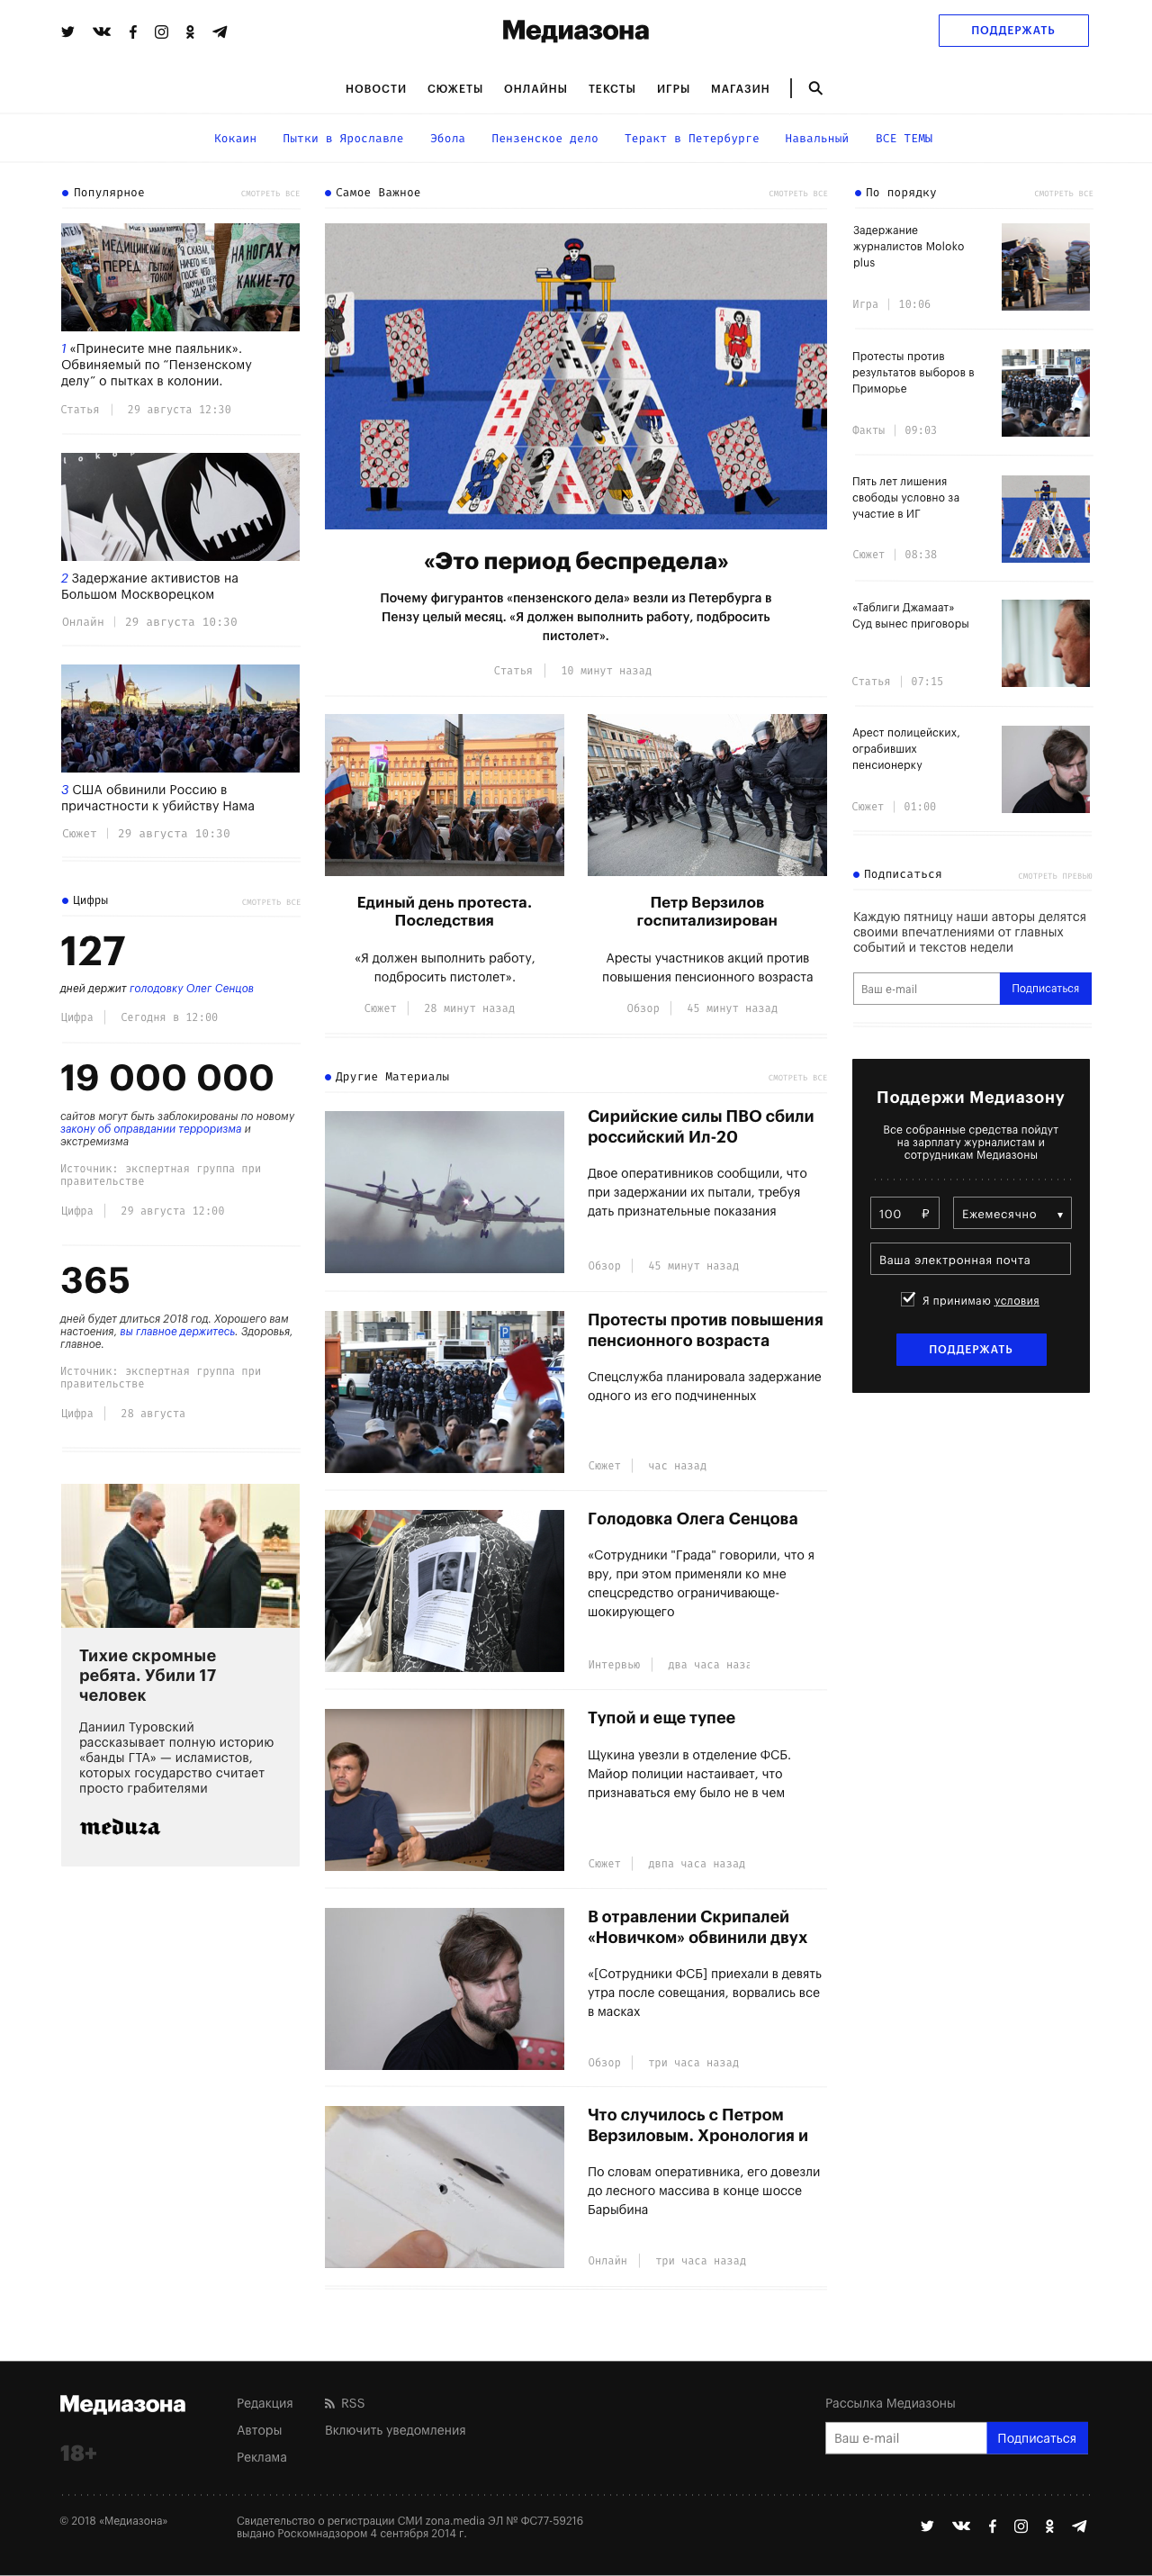 Медиазона
ПОДДЕРЖАТЬ
НОВОСТИ СЮЖЕТЫ ОНЛАЙНЫ ТЕКСТЫ ИГРЫ МАГАЗИН
Кокаин Пытки в Ярославле Эбола Пензенское дело Теракт в Петербурге Навальный ВСЕ ТЕМЫ
Популярное СМОТРЕТЬ ВСЕ
МЕДИЦИНСКИЙ
ПЕРЕД ПЫТКОЙ
ТОКОМ
НА НОГАХ
КАКИЕ-ТО
1 «Принесите мне паяльник».
Обвиняемый по “Пензенскому
делу” о пытках в колонии.
Статья 29 августа 12:30
2 Задержание активистов на
Большом Москворецком
Онлайн 29 августа 10:30
3 США обвинили Россию в
причастности к убийству Нама
Сюжет 29 августа 10:30
Цифры СМОТРЕТЬ ВСЕ
127
дней держит голодовку Олег Сенцов
Цифра Сегодня в 12:00
19 000 000
сайтов могут быть заблокированы по новому
закону об оправдании терроризма и
экстремизма
Источник: экспертная группа при
правительстве
Цифра 29 августа 12:00
365
дней будет длиться 2018 год. Хорошего вам
настоения, вы главное держитесь. Здоровья,
главное.
Источник: экспертная группа при
правительстве
Цифра 28 августа
Тихие скромные
ребята. Убили 17
человек
Даниил Туровский
рассказывает полную историю
«банды ГТА» — исламистов,
которых государство считает
просто грабителями
meduza
Самое Важное СМОТРЕТЬ ВСЕ
«Это период беспредела»
Почему фигурантов «пензенского дела» везли из Петербурга в
Пензу целый месяц. «Я должен выполнить работу, подбросить
пистолет».
Статья 10 минут назад
Единый день протеста.
Последствия
«Я должен выполнить работу,
подбросить пистолет».
Сюжет 28 минут назад
Петр Верзилов
госпитализирован
Аресты участников акций против
повышения пенсионного возраста
Обзор 45 минут назад
Другие Материалы СМОТРЕТЬ ВСЕ
Сирийские силы ПВО сбили
российский Ил-20
Двое оперативников сообщили, что
при задержании их пытали, требуя
дать признательные показания
Обзор 45 минут назад
Протесты против повышения
пенсионного возраста
Спецслужба планировала задержание
одного из его подчиненных
Сюжет час назад
Голодовка Олега Сенцова
«Сотрудники "Града" говорили, что я
вру, при этом применяли ко мне
спецсредство ограничивающе-
шокирующего
Интервью два часа наза
Тупой и еще тупее
Щукина увезли в отделение ФСБ.
Майор полиции настаивает, что
признаваться ему было не в чем
Сюжет двпа часа назад
В отравлении Скрипалей
«Новичком» обвинили двух
«[Сотрудники ФСБ] приехали в девять
утра после совещания, ворвались все
в масках
Обзор три часа назад
Что случилось с Петром
Верзиловым. Хронология и
По словам оперативника, его довезли
до лесного массива в конце шоссе
Барыбина
Онлайн три часа назад
По порядку СМОТРЕТЬ ВСЕ
Задержание
журналистов Moloko
plus
Игра 10:06
Протесты против
результатов выборов в
Приморье
Факты 09:03
Пять лет лишения
свободы условно за
участие в ИГ
Сюжет 08:38
«Таблиги Джамаат»
Суд вынес приговоры
Статья 07:15
Арест полицейских,
ограбивших
пенсионерку
Сюжет 01:00
Подписаться СМОТРЕТЬ ПРЕВЬЮ
Каждую пятницу наши авторы делятся
своими впечатлениями от главных
событий и текстов недели
Ваш e-mail Подписаться
Поддержи Медиазону
Все собранные средства пойдут
на зарплату журналистам и
сотрудникам Медиазоны
100 ₽ Ежемесячно ▾
Ваша электронная почта
Я принимаю условия
ПОДДЕРЖАТЬ
Медиазона
18+
Редакция
Авторы
Реклама
RSS
Включить уведомления
Рассылка Медиазоны
Ваш e-mail Подписаться
© 2018 «Медиазона»
Свидетельство о регистрации СМИ zona.media ЭЛ № ФС77-59216
выдано Роскомнадзором 4 сентября 2014 г.